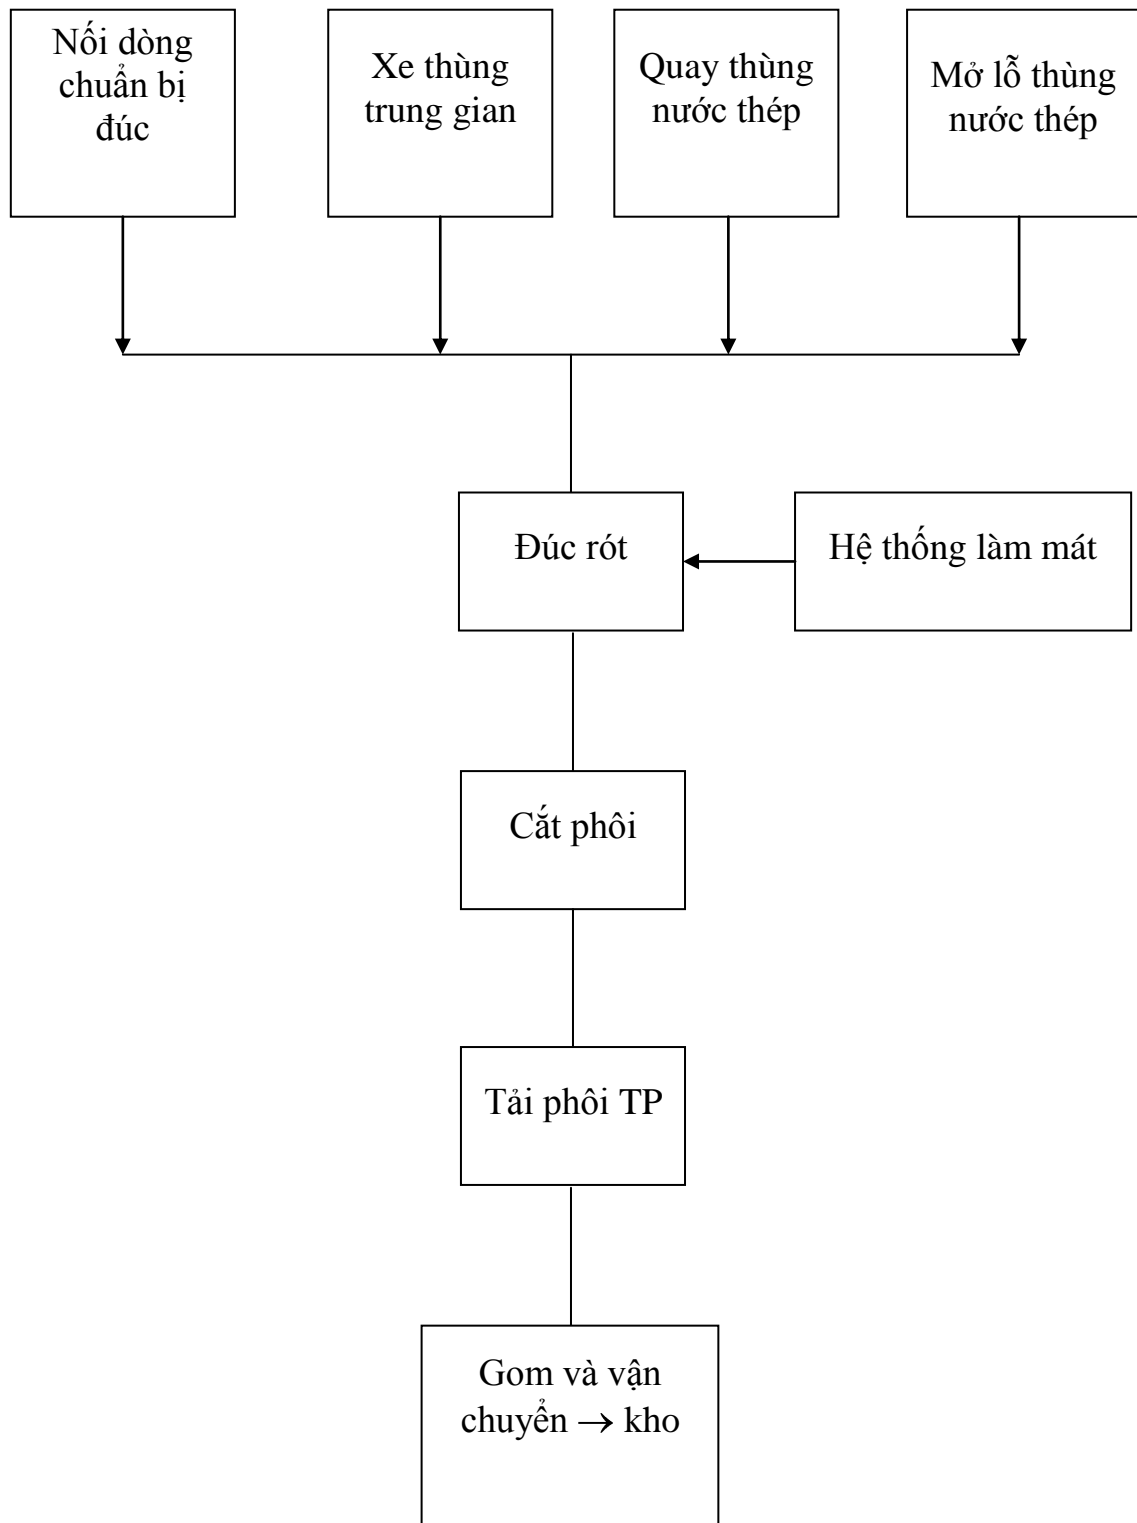 Nối dòng
chuẩn bị
đúc
Xe thùng
trung gian
Quay thùng
nước thép
Mở lỗ thùng
nước thép
Đúc rót
Hệ thống làm mát
Cắt phôi
Tải phôi TP
Gom và vận
chuyển → kho